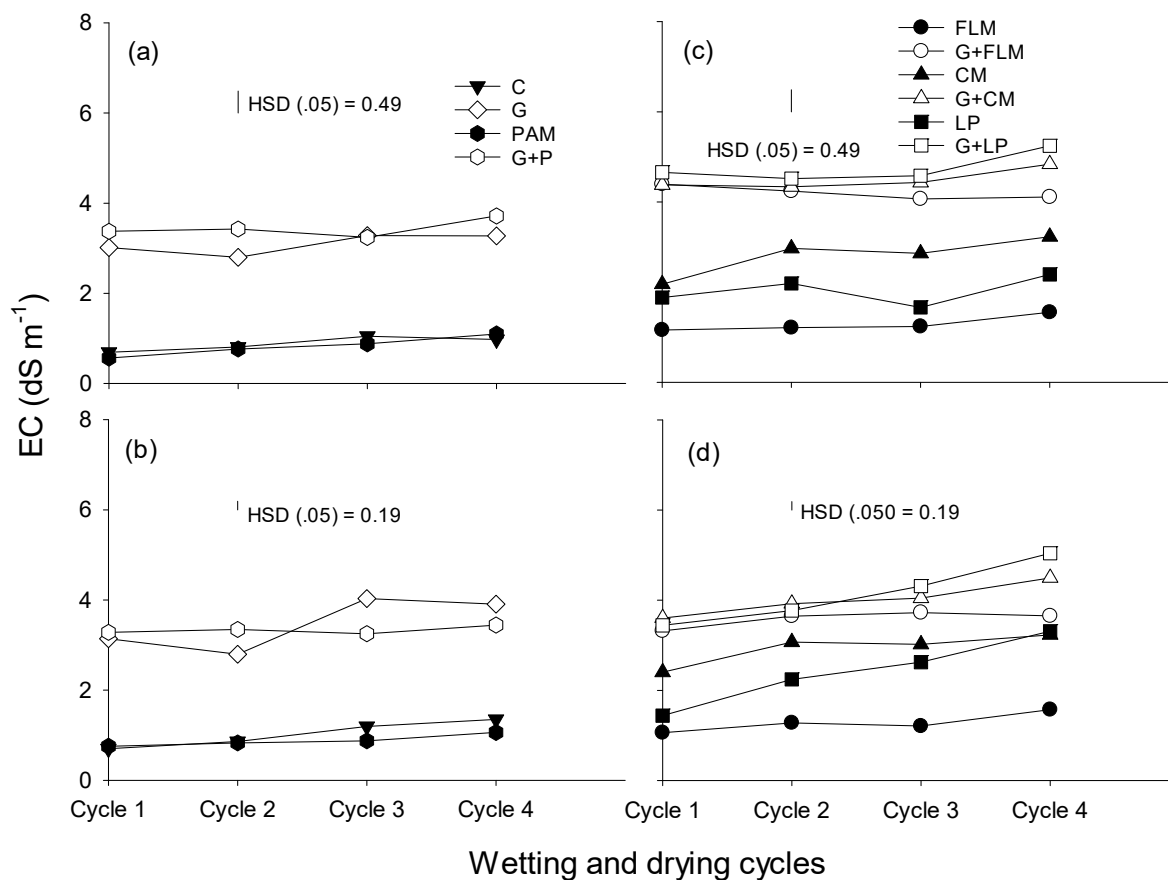 EC (dS m⁻¹)
8
6
4
2
0
(a)
HSD (.05) = 0.49
C
G
PAM
G+P
(c)
HSD (.05) = 0.49
FLM
G+FLM
CM
G+CM
LP
G+LP
8
6
4
2
0
(b)
HSD (.05) = 0.19
(d)
HSD (.050 = 0.19
Cycle 1 Cycle 2 Cycle 3 Cycle 4
Cycle 1 Cycle 2 Cycle 3 Cycle 4
Wetting and drying cycles